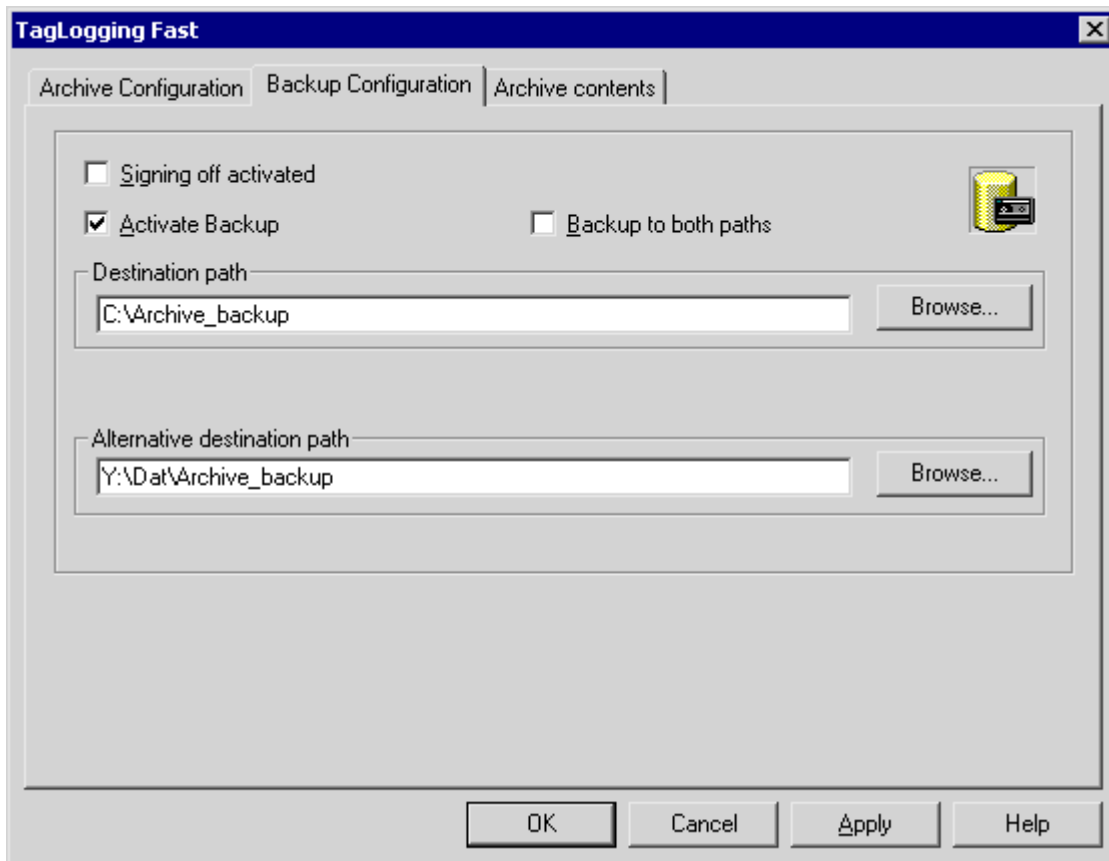 TagLogging Fast
Archive Configuration Backup Configuration Archive contents
Signing off activated
Activate Backup Backup to both paths
Destination path
C:\Archive_backup Browse...
Alternative destination path
Y:\Dat\Archive_backup Browse...
OK Cancel Apply Help